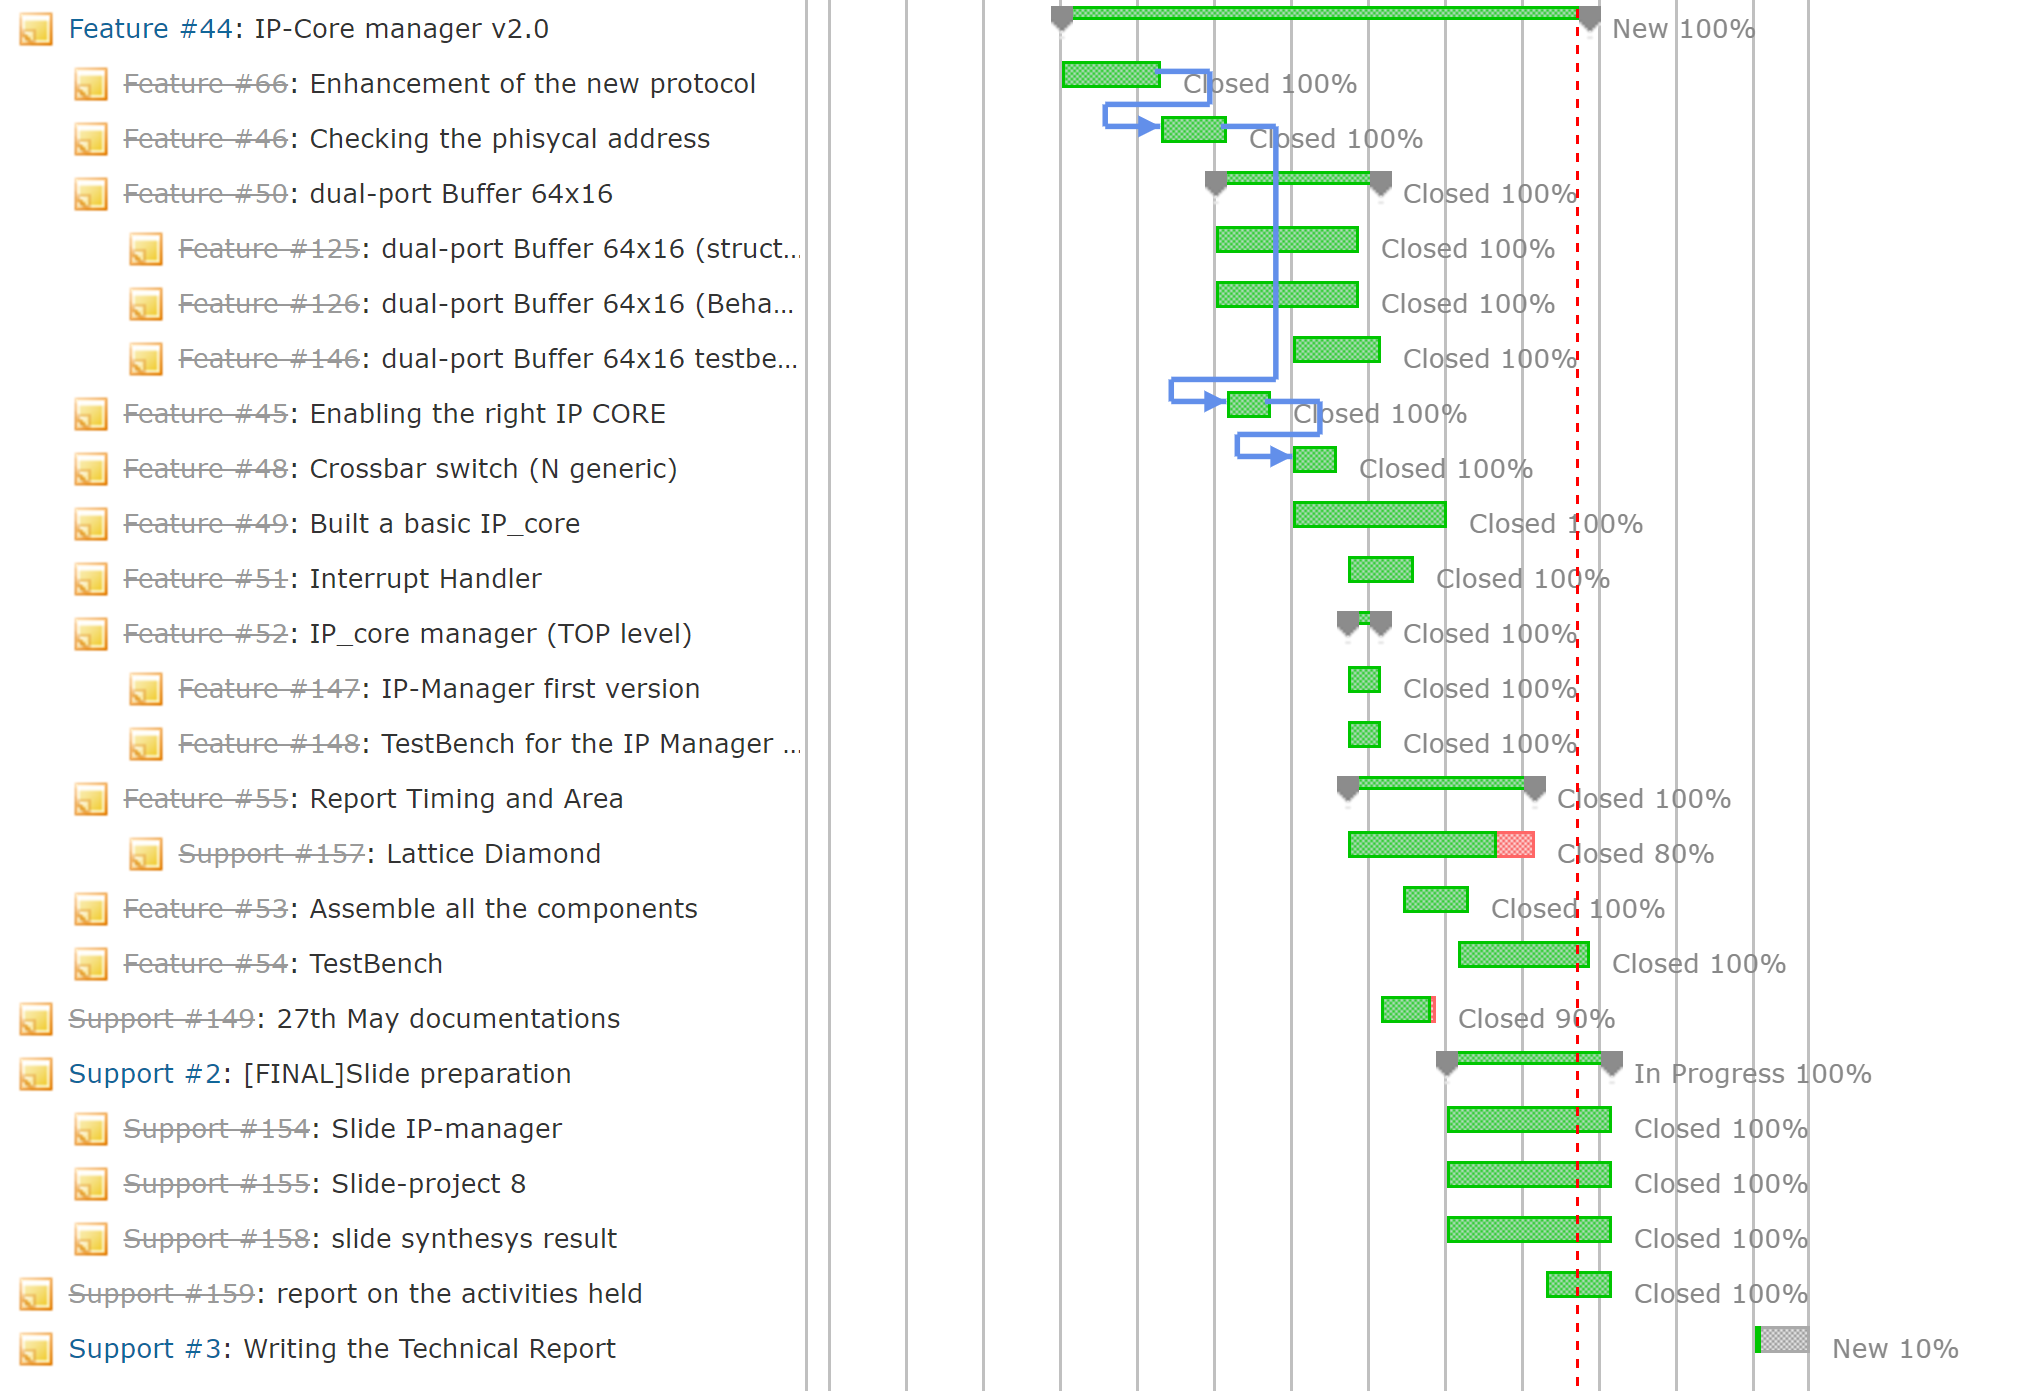 Feature #44: IP-Core manager v2.0 New 100%
Feature #66: Enhancement of the new protocol Closed 100%
Feature #46: Checking the phisycal address Closed 100%
Feature #50: dual-port Buffer 64x16 Closed 100%
Feature #125: dual-port Buffer 64x16 (struct... Closed 100%
Feature #126: dual-port Buffer 64x16 (Beha... Closed 100%
Feature #146: dual-port Buffer 64x16 testbe... Closed 100%
Feature #45: Enabling the right IP CORE Closed 100%
Feature #48: Crossbar switch (N generic) Closed 100%
Feature #49: Built a basic IP_core Closed 100%
Feature #51: Interrupt Handler Closed 100%
Feature #52: IP_core manager (TOP level) Closed 100%
Feature #147: IP-Manager first version Closed 100%
Feature #148: TestBench for the IP Manager ... Closed 100%
Feature #55: Report Timing and Area Closed 100%
Support #157: Lattice Diamond Closed 80%
Feature #53: Assemble all the components Closed 100%
Feature #54: TestBench Closed 100%
Support #149: 27th May documentations Closed 90%
Support #2: [FINAL]Slide preparation In Progress 100%
Support #154: Slide IP-manager Closed 100%
Support #155: Slide-project 8 Closed 100%
Support #158: slide synthesys result Closed 100%
Support #159: report on the activities held Closed 100%
Support #3: Writing the Technical Report New 10%